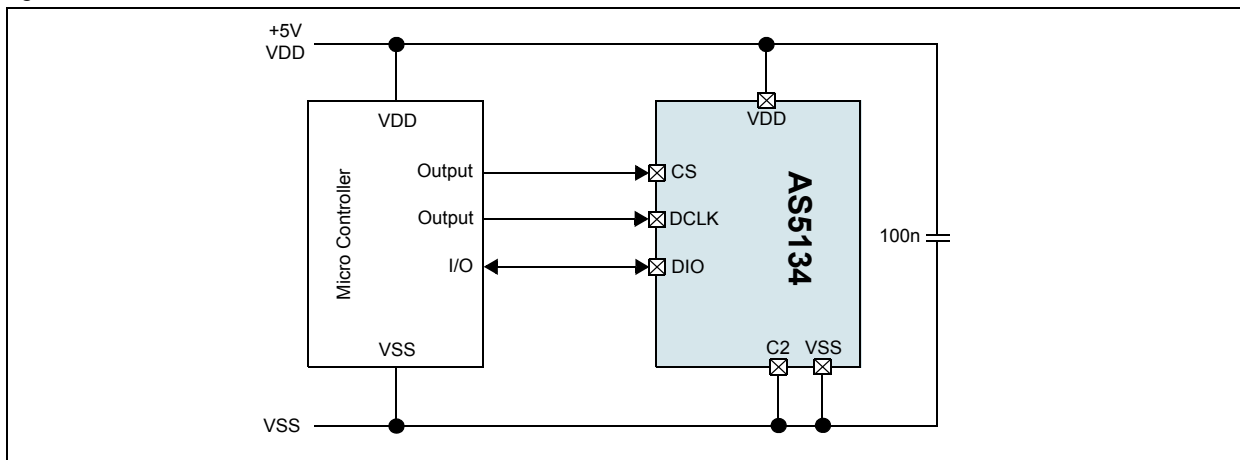 +5V
VDD
VDD
VDD
Micro Controller
Output
CS
Output
DCLK
I/O
DIO
AS5134
100n
VSS
C2 VSS
VSS